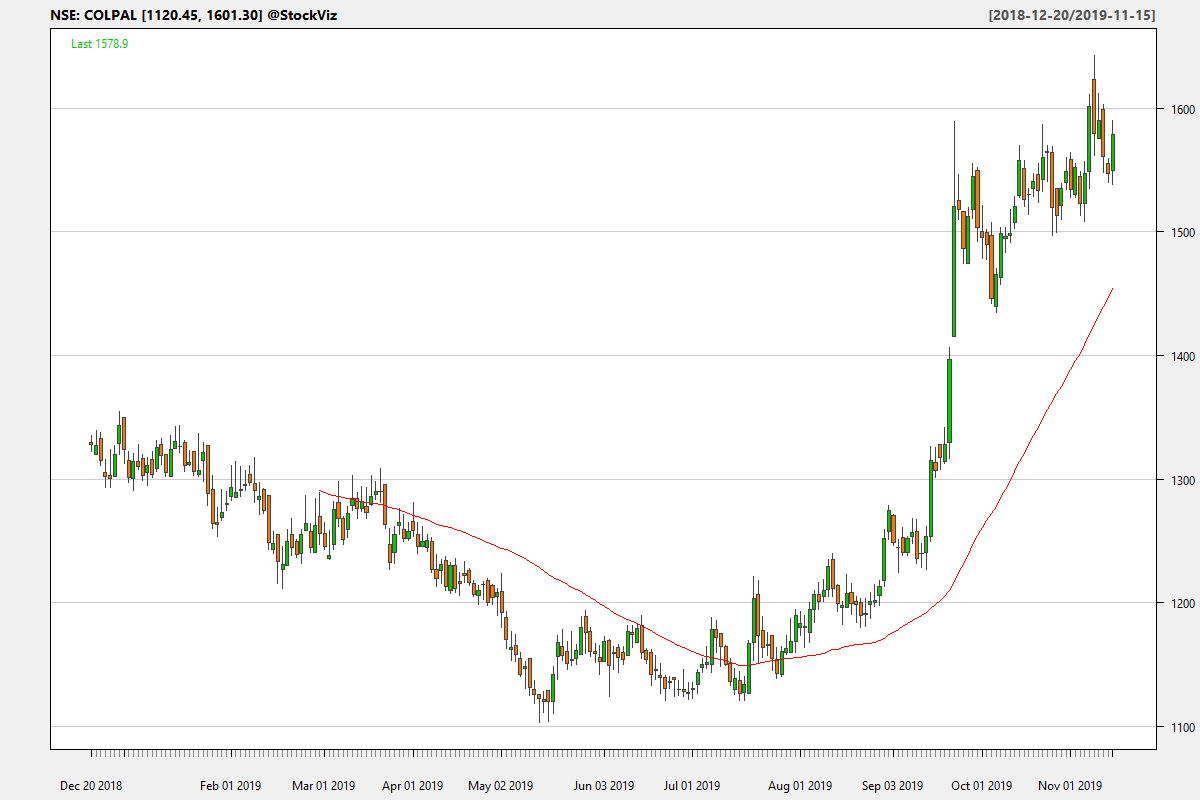 NSE: COLPAL [1120.45, 1601.30] @StockViz [2018-12-20/2019-11-15]
Last 1578.9
1600
1500
1400
1300
1200
1100
Dec 20 2018 Feb 01 2019 Mar 01 2019 Apr 01 2019 May 02 2019 Jun 03 2019 Jul 01 2019 Aug 01 2019 Sep 03 2019 Oct 01 2019 Nov 01 2019